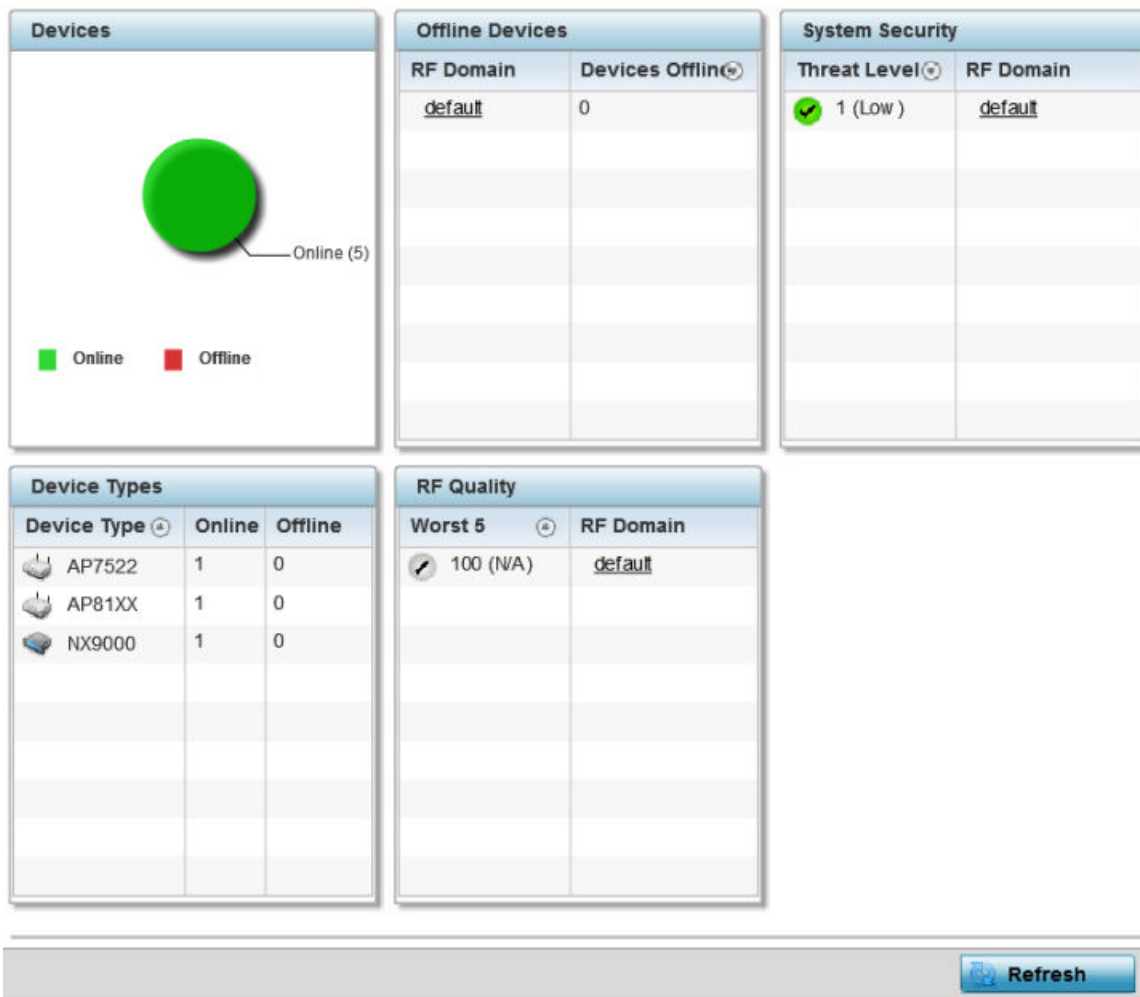 Devices
Online (5)
Online Offline
Offline Devices
RF Domain Devices Offline
default 0
System Security
Threat Level RF Domain
1 (Low ) default
Device Types
Device Type Online Offline
AP7522 1 0
AP81XX 1 0
NX9000 1 0
RF Quality
Worst 5 RF Domain
100 (N/A) default
Refresh